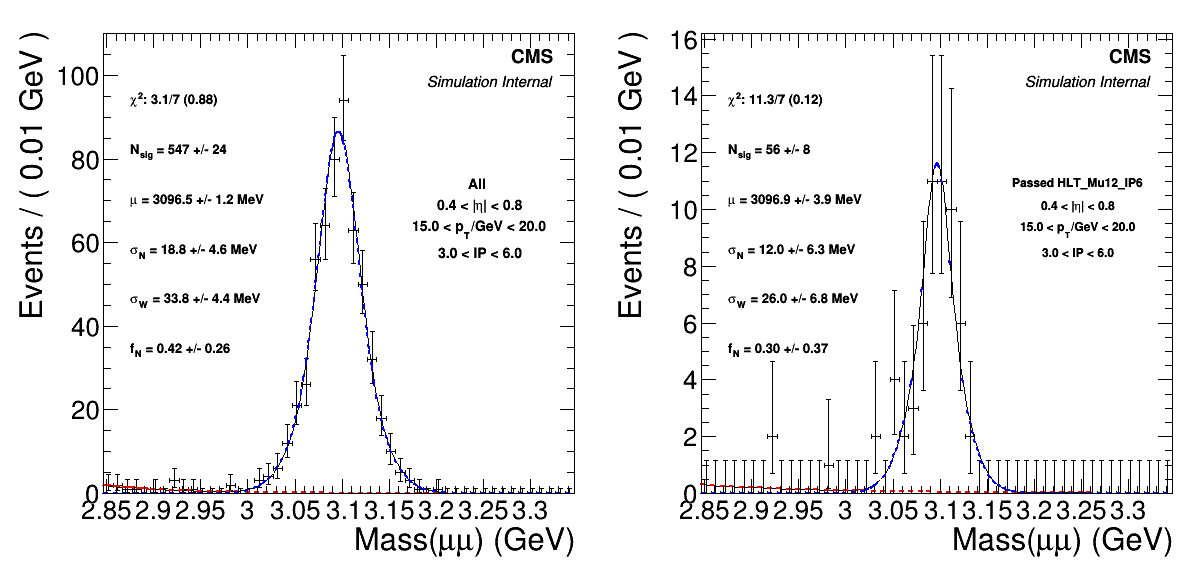 CMS
Simulation Internal
χ²: 3.1/7 (0.88)
N_sig = 547 +/- 24
μ = 3096.5 +/- 1.2 MeV
σ_N = 18.8 +/- 4.6 MeV
σ_W = 33.8 +/- 4.4 MeV
f_N = 0.42 +/- 0.26
All
0.4 < |η| < 0.8
15.0 < p_T/GeV < 20.0
3.0 < IP < 6.0
Events / ( 0.01 GeV )
100
80
60
40
20
0
2.85 2.9 2.95 3 3.05 3.1 3.15 3.2 3.25 3.3
Mass(μμ) (GeV)
CMS
Simulation Internal
χ²: 11.3/7 (0.12)
N_sig = 56 +/- 8
μ = 3096.9 +/- 3.9 MeV
σ_N = 12.0 +/- 6.3 MeV
σ_W = 26.0 +/- 6.8 MeV
f_N = 0.30 +/- 0.37
Passed HLT_Mu12_IP6
0.4 < |η| < 0.8
15.0 < p_T/GeV < 20.0
3.0 < IP < 6.0
Events / ( 0.01 GeV )
16
14
12
10
8
6
4
2
0
2.85 2.9 2.95 3 3.05 3.1 3.15 3.2 3.25 3.3
Mass(μμ) (GeV)